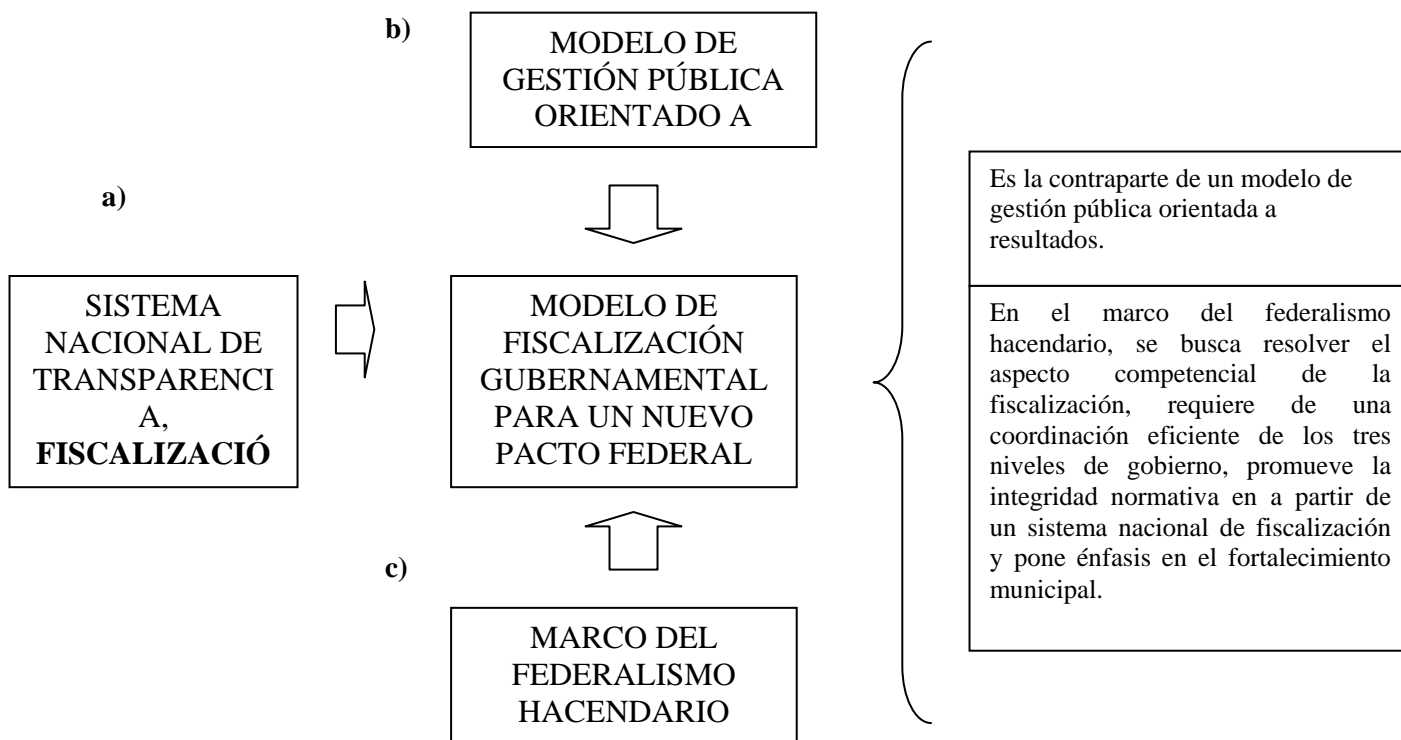 b)
MODELO DE
GESTIÓN PÚBLICA
ORIENTADO A
a)
SISTEMA
NACIONAL DE
TRANSPARENCI
A,
FISCALIZACIÓ
MODELO DE
FISCALIZACIÓN
GUBERNAMENTAL
PARA UN NUEVO
PACTO FEDERAL
c)
MARCO DEL
FEDERALISMO
HACENDARIO
Es la contraparte de un modelo de
gestión pública orientada a
resultados.
En el marco del federalismo
hacendario, se busca resolver el
aspecto competencial de la
fiscalización, requiere de una
coordinación eficiente de los tres
niveles de gobierno, promueve la
integridad normativa en a partir de
un sistema nacional de fiscalización
y pone énfasis en el fortalecimiento
municipal.